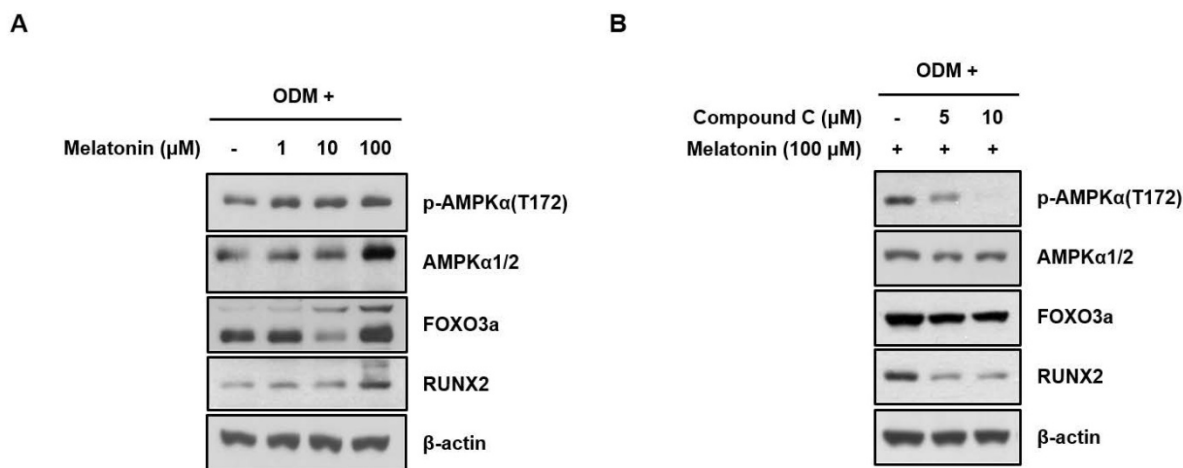 A
ODM +
Melatonin (µM) - 1 10 100
p-AMPKα(T172)
AMPKα1/2
FOXO3a
RUNX2
β-actin
B
ODM +
Compound C (µM) - 5 10
Melatonin (100 µM) + + +
p-AMPKα(T172)
AMPKα1/2
FOXO3a
RUNX2
β-actin